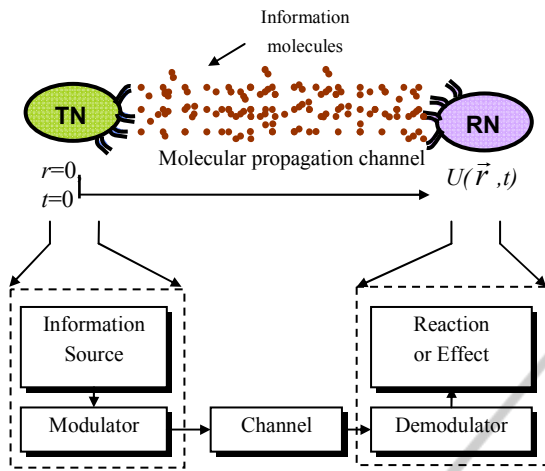 Information
molecules
TN
RN
Molecular propagation channel
r=0
t=0
U(r⃗ ,t)
Information
Source
Reaction
or Effect
Modulator
Channel
Demodulator